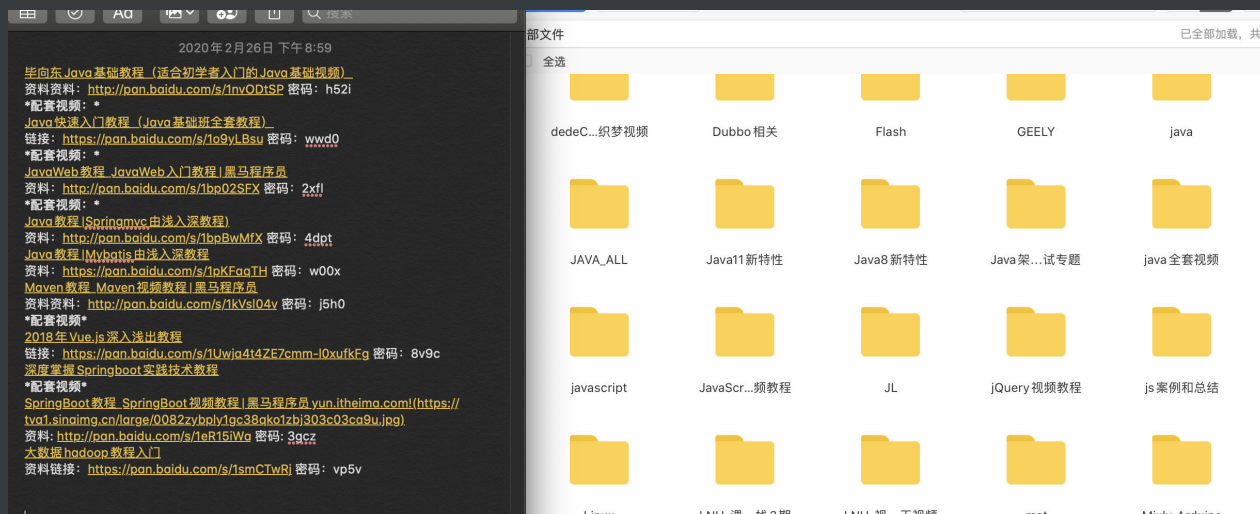 Aa
搜索
2020年2月26日 下午8:59
毕向东Java基础教程（适合初学者入门的Java基础视频）
资料资料：http://pan.baidu.com/s/1nvODtSP 密码：h52i
*配套视频：*
Java快速入门教程（Java基础班全套教程）
链接：https://pan.baidu.com/s/1o9yLBsu 密码：wwd0
*配套视频：*
JavaWeb教程_JavaWeb入门教程|黑马程序员
资料：http://pan.baidu.com/s/1bp02SFX 密码：2xfl
*配套视频：*
Java教程|Springmvc由浅入深教程)
资料：http://pan.baidu.com/s/1bpBwMfX 密码：4dpt
Java教程|Mybatis由浅入深教程
资料：https://pan.baidu.com/s/1pKFaqTH 密码：w00x
Maven教程_Maven视频教程|黑马程序员
资料资料：http://pan.baidu.com/s/1kVsl04v 密码：j5h0
*配套视频*
2018年Vue.js深入浅出教程
链接：https://pan.baidu.com/s/1Uwja4t4ZE7cmm-l0xufkFg 密码：8v9c
深度掌握Springboot实践技术教程
*配套视频*
SpringBoot教程_SpringBoot视频教程|黑马程序员yun.itheima.com!(https://
tva1.sinaimg.cn/large/0082zybply1gc38qko1zbj303c03ca9u.jpg)
资料: http://pan.baidu.com/s/1eR15iWa 密码: 3gcz
大数据hadoop教程入门
资料链接：https://pan.baidu.com/s/1smCTwRj 密码：vp5v
部文件
已全部加载，共
全选
dedeC...织梦视频
Dubbo相关
Flash
GEELY
java
JAVA_ALL
Java11新特性
Java8新特性
Java架...试专题
java全套视频
javascript
JavaScr...频教程
JL
jQuery视频教程
js案例和总结